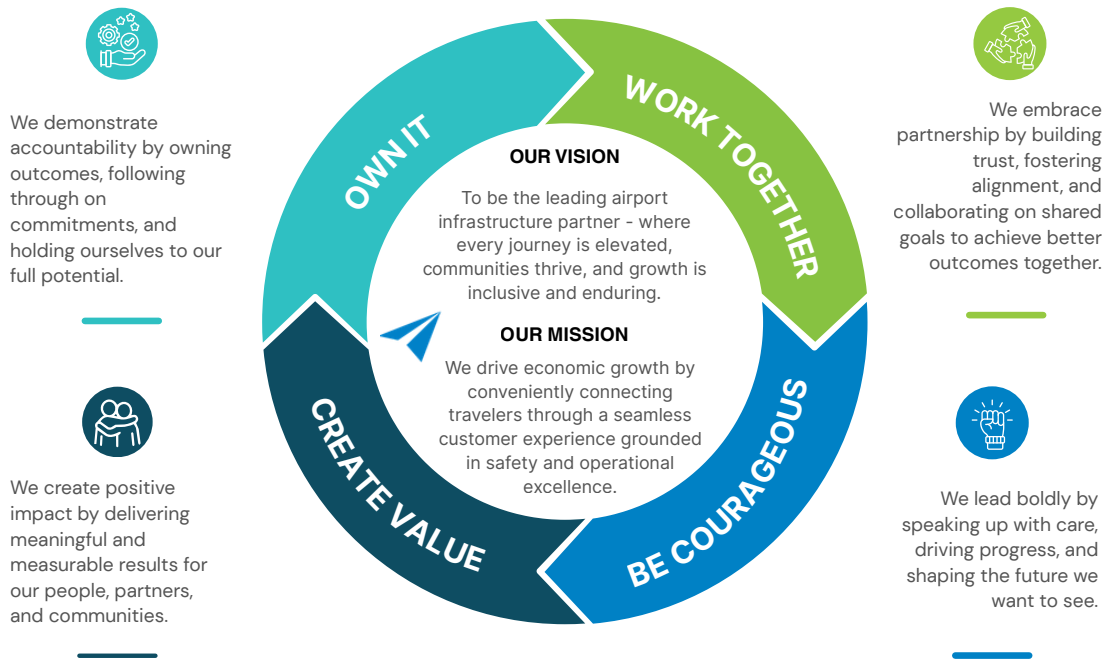 We demonstrate
accountability by owning
outcomes, following
through on
commitments, and
holding ourselves to our
full potential.
OWN IT
WORK TOGETHER
We embrace
partnership by building
trust, fostering
alignment, and
collaborating on shared
goals to achieve better
outcomes together.
OUR VISION
To be the leading airport
infrastructure partner - where
every journey is elevated,
communities thrive, and growth is
inclusive and enduring.
OUR MISSION
We drive economic growth by
conveniently connecting
travelers through a seamless
customer experience grounded
in safety and operational
excellence.
We create positive
impact by delivering
meaningful and
measurable results for
our people, partners,
and communities.
CREATE VALUE
BE COURAGEOUS
We lead boldly by
speaking up with care,
driving progress, and
shaping the future we
want to see.